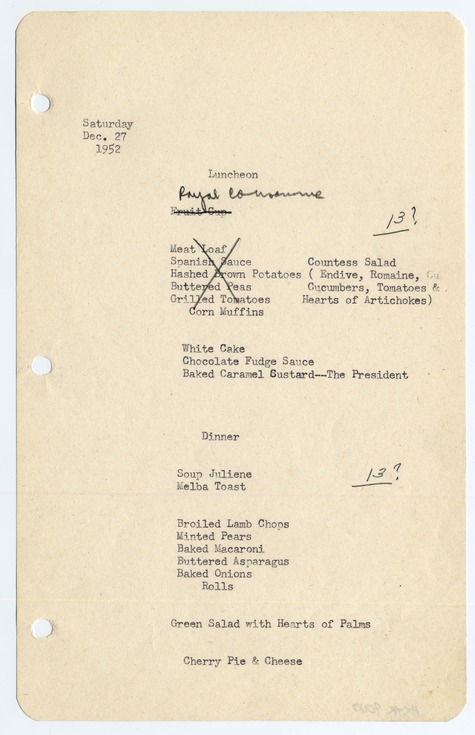 Saturday
Dec. 27
1952
Luncheon
Royal Consomme
Fruit Cup
13?
Meat Loaf
Spanish Sauce Countess Salad
Hashed Brown Potatoes ( Endive, Romaine,
Buttered Peas Cucumbers, Tomatoes &
Grilled Tomatoes Hearts of Artichokes)
Corn Muffins
White Cake
Chocolate Fudge Sauce
Baked Caramel Sustard--The President
Dinner
Soup Juliene 13?
Melba Toast
Broiled Lamb Chops
Minted Pears
Baked Macaroni
Buttered Asparagus
Baked Onions
Rolls
Green Salad with Hearts of Palms
Cherry Pie & Cheese